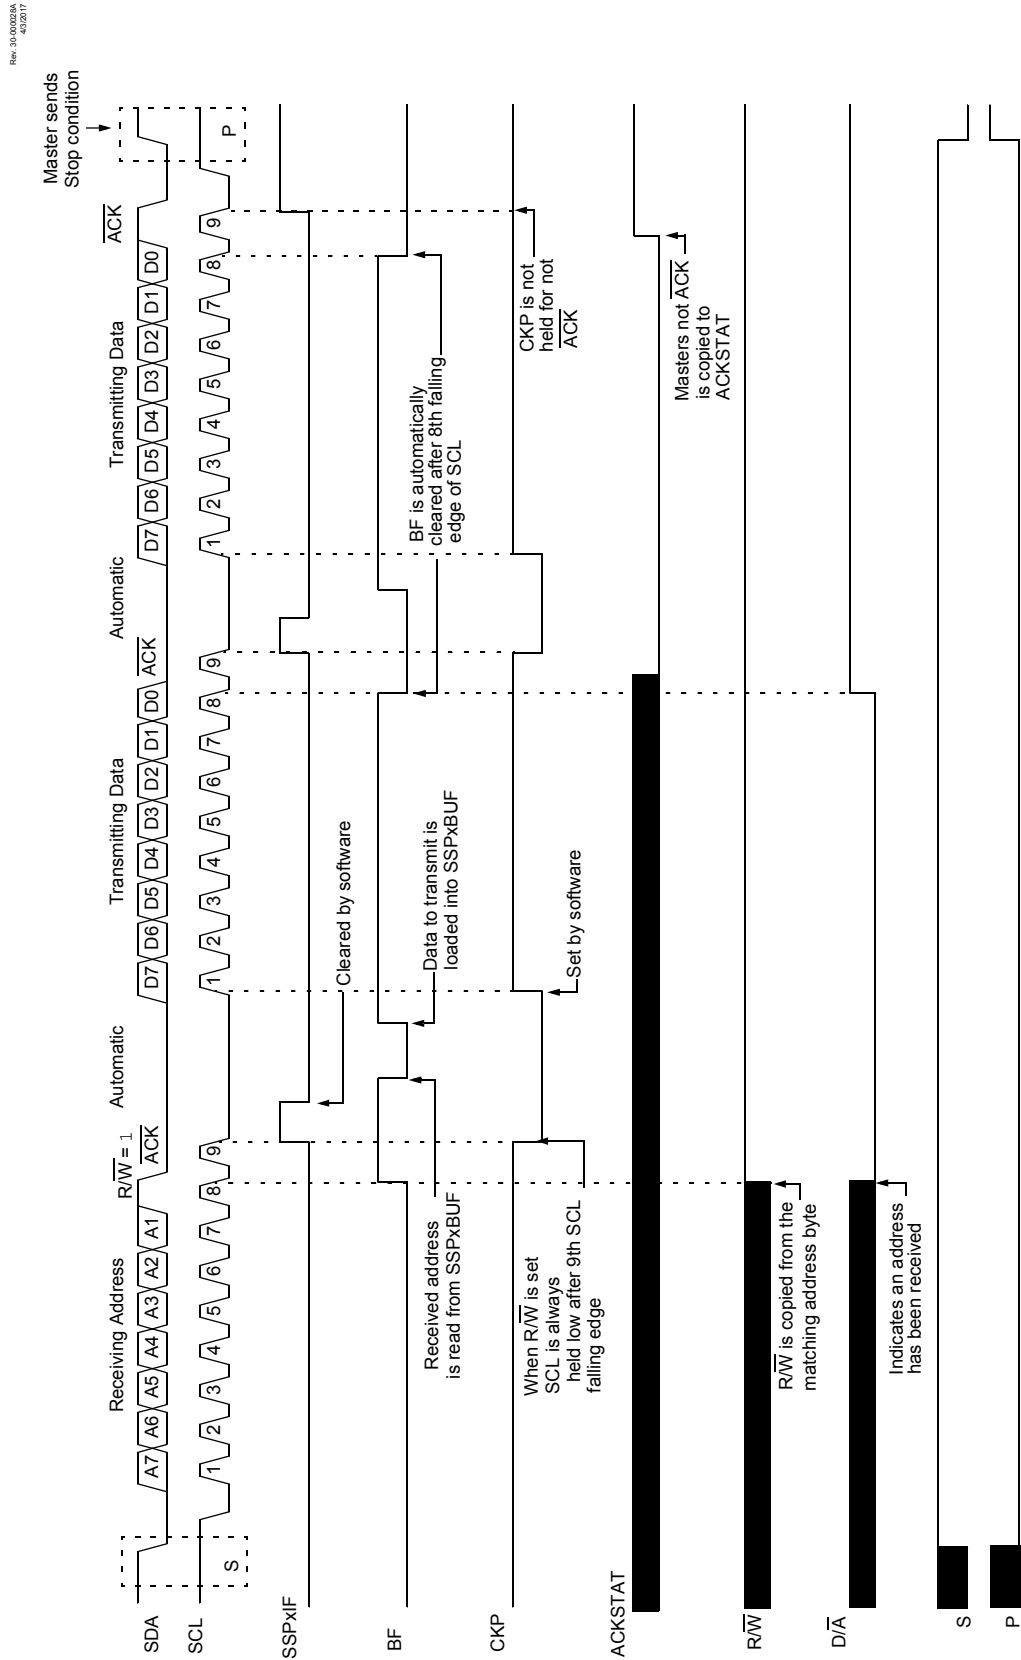 Rev. 30-000028A
4/3/2017
Master sends
Stop condition
Receiving Address
R/W = 1
Automatic
Transmitting Data
Automatic
Transmitting Data
ACK
ACK
ACK
SDA
A7 A6 A5 A4 A3 A2 A1
D7 D6 D5 D4 D3 D2 D1 D0
D7 D6 D5 D4 D3 D2 D1 D0
SCL
S
1 2 3 4 5 6 7 8 9
1 2 3 4 5 6 7 8 9
1 2 3 4 5 6 7 8 9
P
SSPxIF
Cleared by software
BF
Received address
is read from SSPxBUF
Data to transmit is
loaded into SSPxBUF
BF is automatically
cleared after 8th falling
edge of SCL
CKP
When R/W is set
SCL is always
held low after 9th SCL
falling edge
Set by software
CKP is not
held for not
ACK
ACKSTAT
Masters not ACK
is copied to
ACKSTAT
R/W
R/W is copied from the
matching address byte
D/A
Indicates an address
has been received
S
P